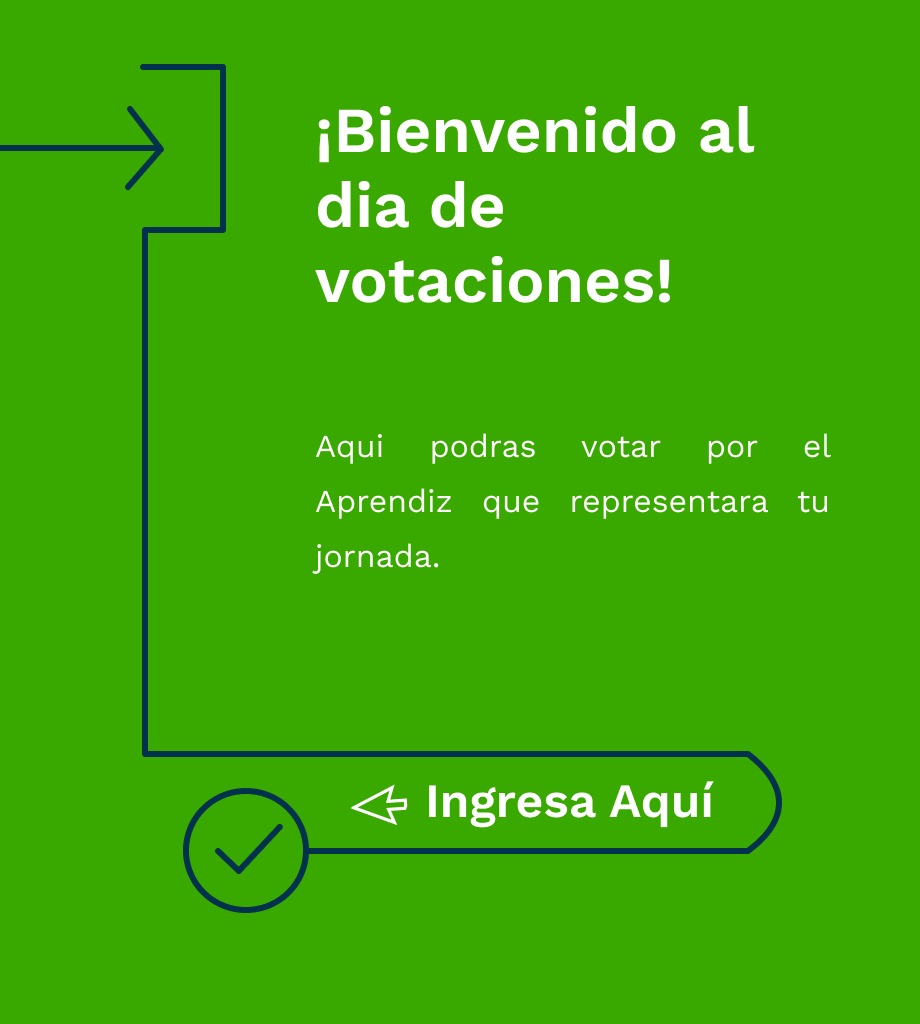 ¡Bienvenido al
dia de
votaciones!
Aqui podras votar por el
Aprendiz que representara tu
jornada.
Ingresa Aquí